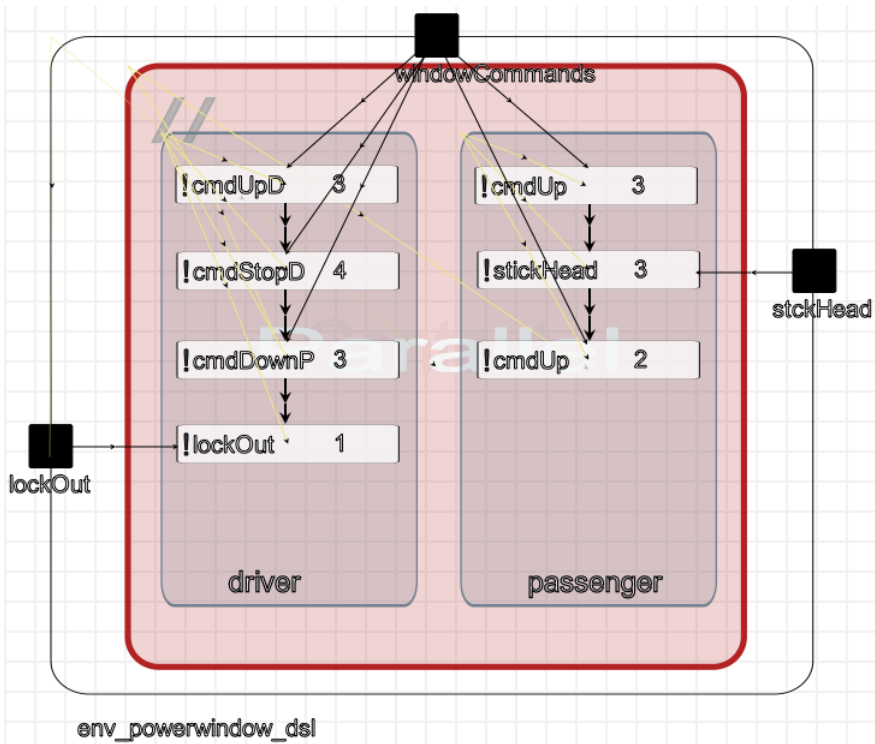 windowCommands
//
!cmdUpD 3
!cmdStopD 4
!cmdDownP 3
!lockOut 1
driver
!cmdUp 3
!stickHead 3
!cmdUp 2
passenger
Parallel
lockOut
stckHead
env_powerwindow_dsl